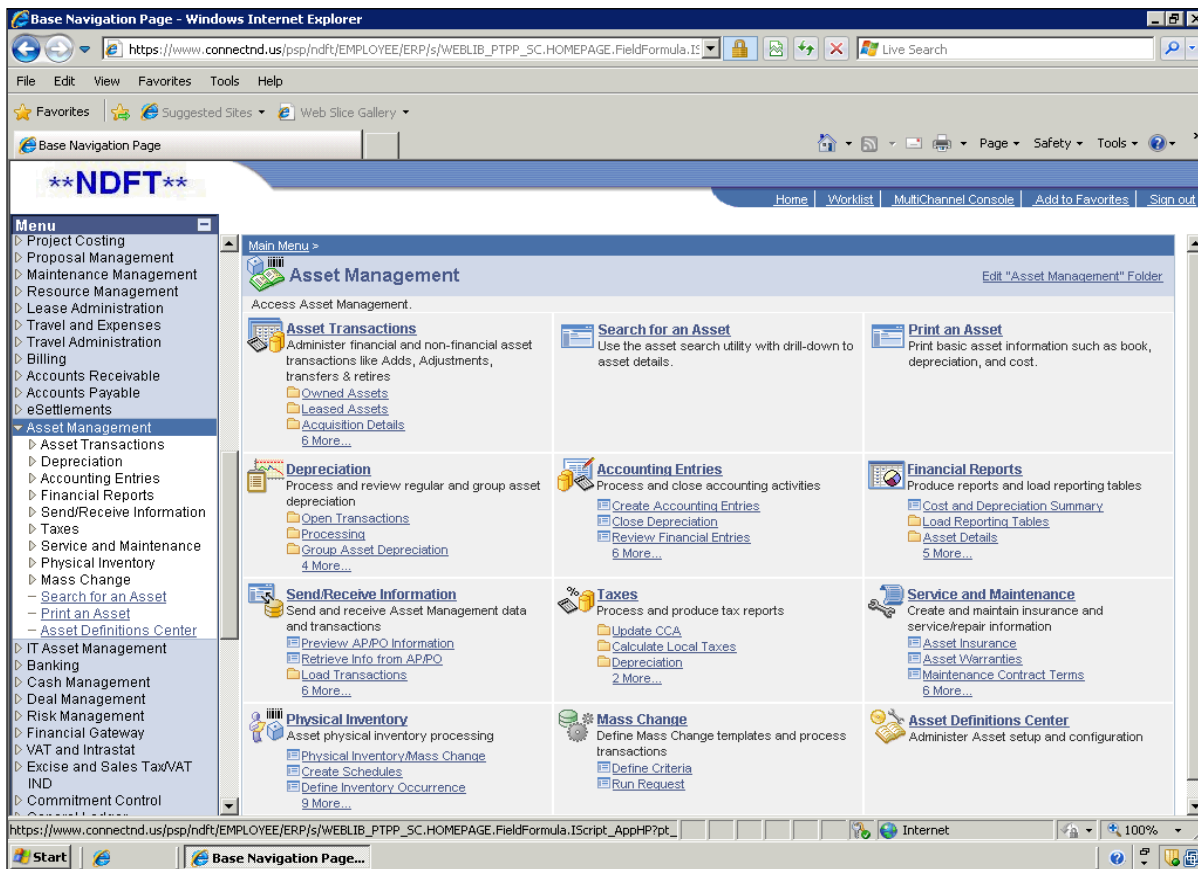 Base Navigation Page - Windows Internet Explorer
https://www.connectnd.us/psp/ndft/EMPLOYEE/ERP/s/WEBLIB_PTPP_SC.HOMEPAGE.FieldFormula.IS
Live Search
File Edit View Favorites Tools Help
Favorites Suggested Sites Web Slice Gallery
Base Navigation Page
Page Safety Tools
**NDFT**
Home Worklist MultiChannel Console Add to Favorites Sign out
Menu
Project Costing
Proposal Management
Maintenance Management
Resource Management
Lease Administration
Travel and Expenses
Travel Administration
Billing
Accounts Receivable
Accounts Payable
eSettlements
Asset Management
Asset Transactions
Depreciation
Accounting Entries
Financial Reports
Send/Receive Information
Taxes
Service and Maintenance
Physical Inventory
Mass Change
Search for an Asset
Print an Asset
Asset Definitions Center
IT Asset Management
Banking
Cash Management
Deal Management
Risk Management
Financial Gateway
VAT and Intrastat
Excise and Sales Tax/VAT
IND
Commitment Control
Main Menu >
Asset Management
Edit "Asset Management" Folder
Access Asset Management.
Asset Transactions
Administer financial and non-financial asset
transactions like Adds, Adjustments,
transfers & retires
Owned Assets
Leased Assets
Acquisition Details
6 More...
Search for an Asset
Use the asset search utility with drill-down to
asset details.
Print an Asset
Print basic asset information such as book,
depreciation, and cost.
Depreciation
Process and review regular and group asset
depreciation
Open Transactions
Processing
Group Asset Depreciation
4 More...
Accounting Entries
Process and close accounting activities
Create Accounting Entries
Close Depreciation
Review Financial Entries
6 More...
Financial Reports
Produce reports and load reporting tables
Cost and Depreciation Summary
Load Reporting Tables
Asset Details
5 More...
Send/Receive Information
Send and receive Asset Management data
and transactions
Preview AP/PO Information
Retrieve Info from AP/PO
Load Transactions
6 More...
Taxes
Process and produce tax reports
Update CCA
Calculate Local Taxes
Depreciation
2 More...
Service and Maintenance
Create and maintain insurance and
service/repair information
Asset Insurance
Asset Warranties
Maintenance Contract Terms
6 More...
Physical Inventory
Asset physical inventory processing
Physical Inventory/Mass Change
Create Schedules
Define Inventory Occurrence
9 More...
Mass Change
Define Mass Change templates and process
transactions
Define Criteria
Run Request
Asset Definitions Center
Administer Asset setup and configuration
https://www.connectnd.us/psp/ndft/EMPLOYEE/ERP/s/WEBLIB_PTPP_SC.HOMEPAGE.FieldFormula.IScript_AppHP?pt_
Internet
100%
Start
Base Navigation Page...